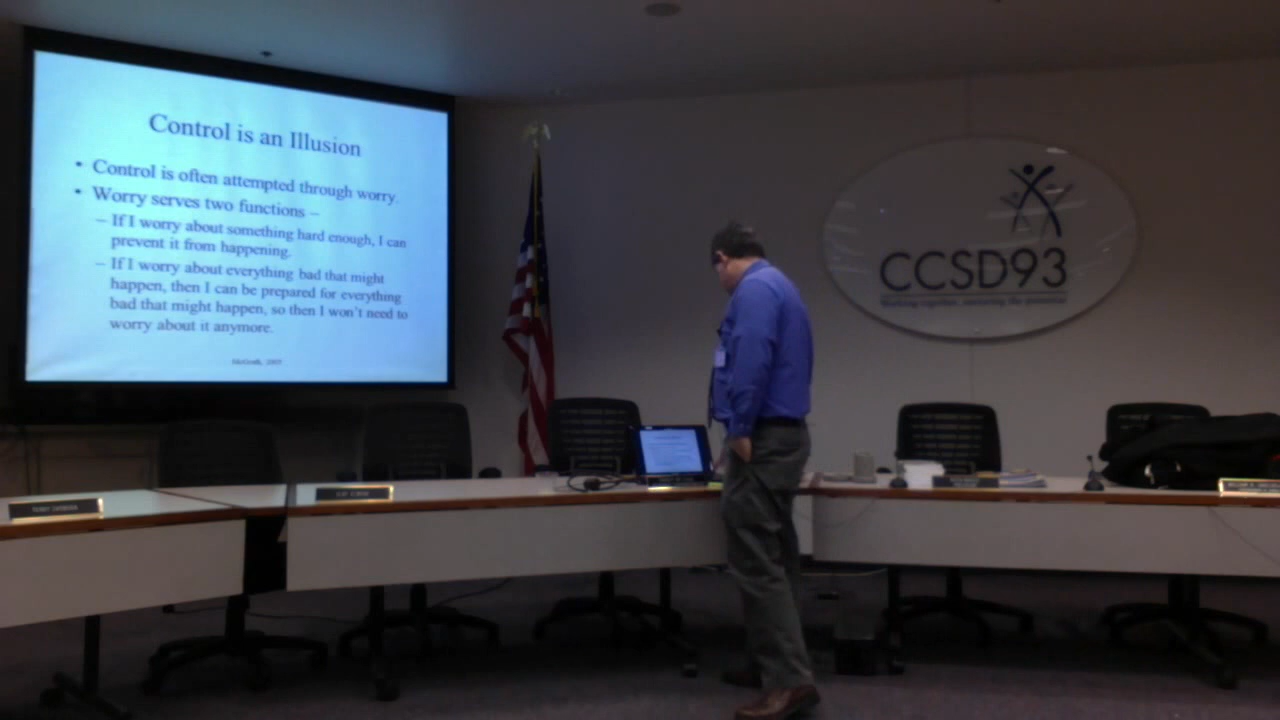 Control is an Illusion
• Control is often attempted through worry.
• Worry serves two functions –
– If I worry about something hard enough, I can
prevent it from happening.
– If I worry about everything bad that might
happen, then I can be prepared for everything
bad that might happen, so then I won't need to
worry about it anymore.
McGrath, 2007
CCSD93